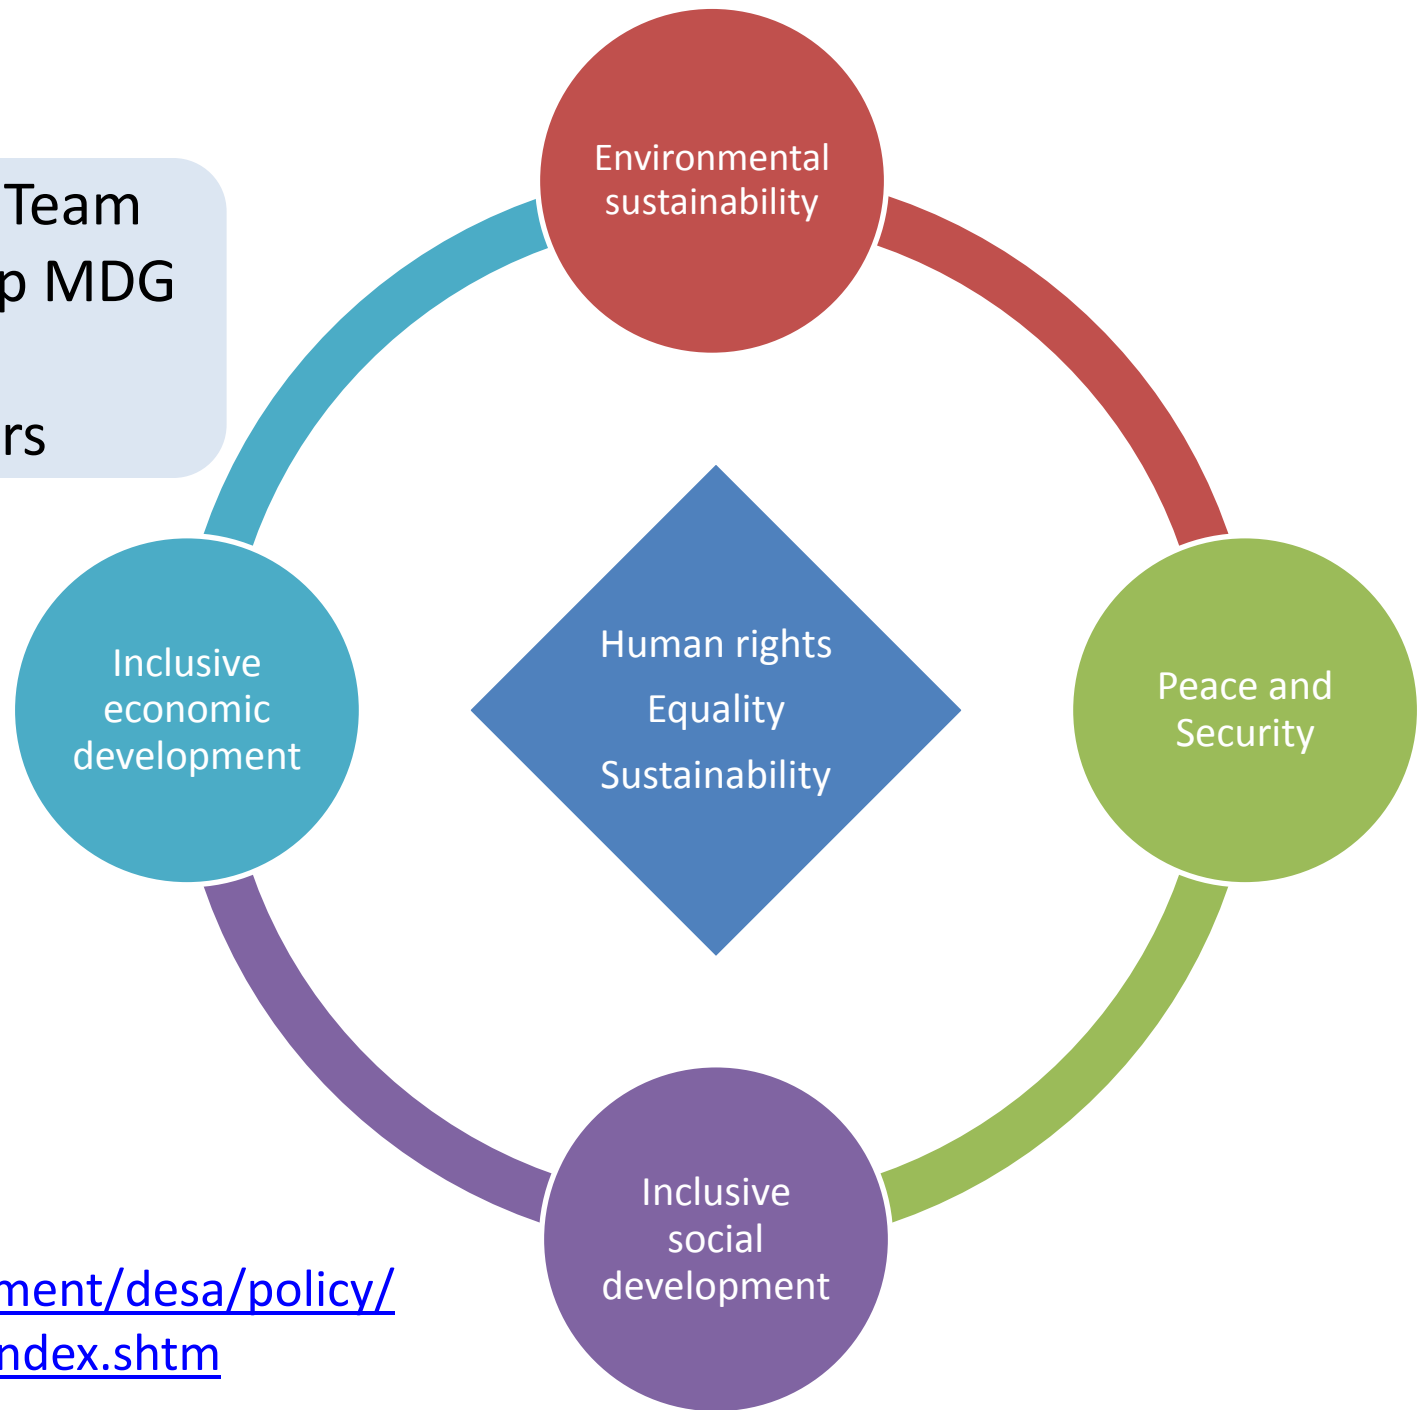 Team
MDG
Environmental
sustainability
Inclusive
economic
development
Human rights
Equality
Sustainability
Peace and
Security
Inclusive
social
development
ment/desa/policy/
ndex.shtm